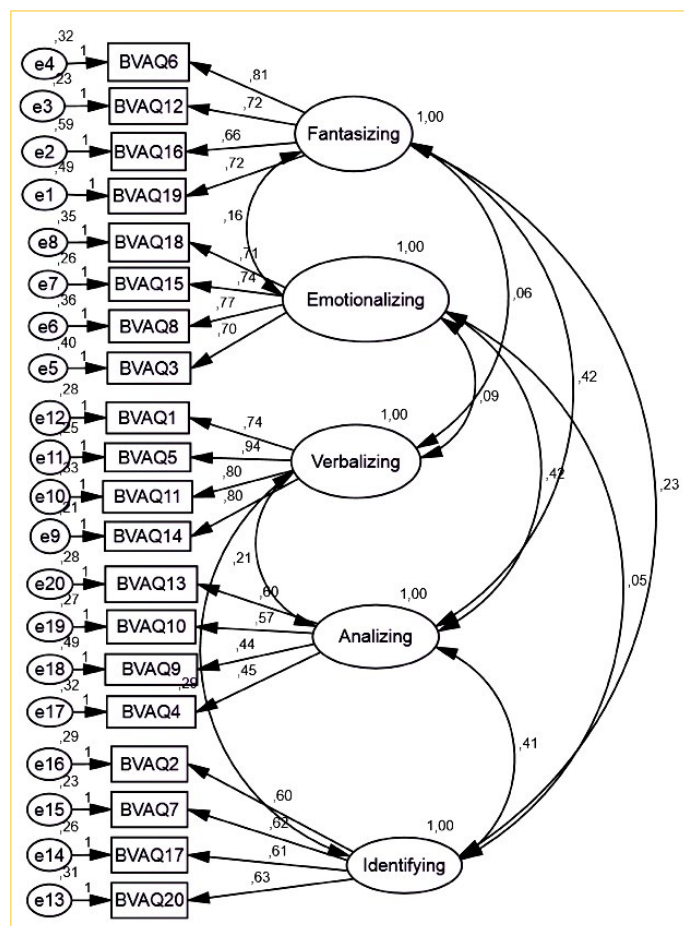 ,32
e4 1 BVAQ6
,81
,23
e3 1 BVAQ12
,72
1,00
Fantasizing
,59
e2 1 BVAQ16
,66
,49
e1 1 BVAQ19
,72
,35
e8 1 BVAQ18
,16
,71
1,00
,26
e7 1 BVAQ15
,74
Emotionalizing
,06
,36
e6 1 BVAQ8
,77
,40
e5 1 BVAQ3
,70
,42
,28
e12 1 BVAQ1
,74
1,00
,09
,25
e11 1 BVAQ5
,94
Verbalizing
,33
e10 1 BVAQ11
,80
,42
,23
,21
e9 1 BVAQ14
,80
,28
e20 1 BVAQ13
,21
,60
1,00
,05
,27
e19 1 BVAQ10
,57
Analizing
,49
e18 1 BVAQ9
,44
,32
e17 1 BVAQ4
,29
,45
,29
e16 1 BVAQ2
,60
,41
,23
e15 1 BVAQ7
,62
1,00
,26
e14 1 BVAQ17
,61
Identifying
,31
e13 1 BVAQ20
,63